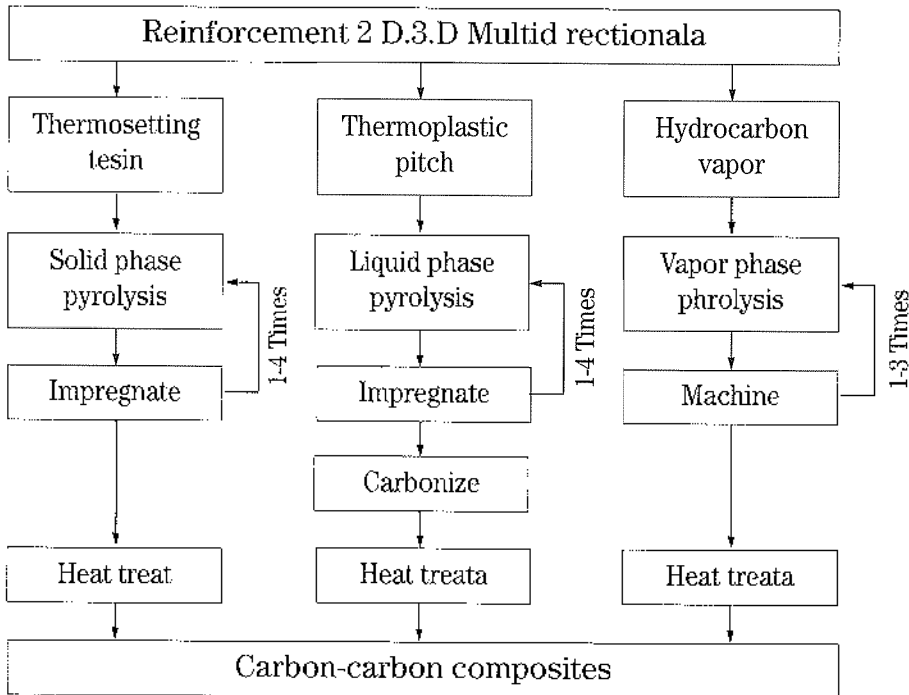 Reinforcement 2 D.3.D Multid rectionala
Thermosetting
tesin
Thermoplastic
pitch
Hydrocarbon
vapor
Solid phase
pyrolysis
Liquid phase
pyrolysis
Vapor phase
phrolysis
1-4 Times
1-4 Times
1-3 Times
Impregnate
Impregnate
Machine
Carbonize
Heat treat
Heat treata
Heat treata
Carbon-carbon composites